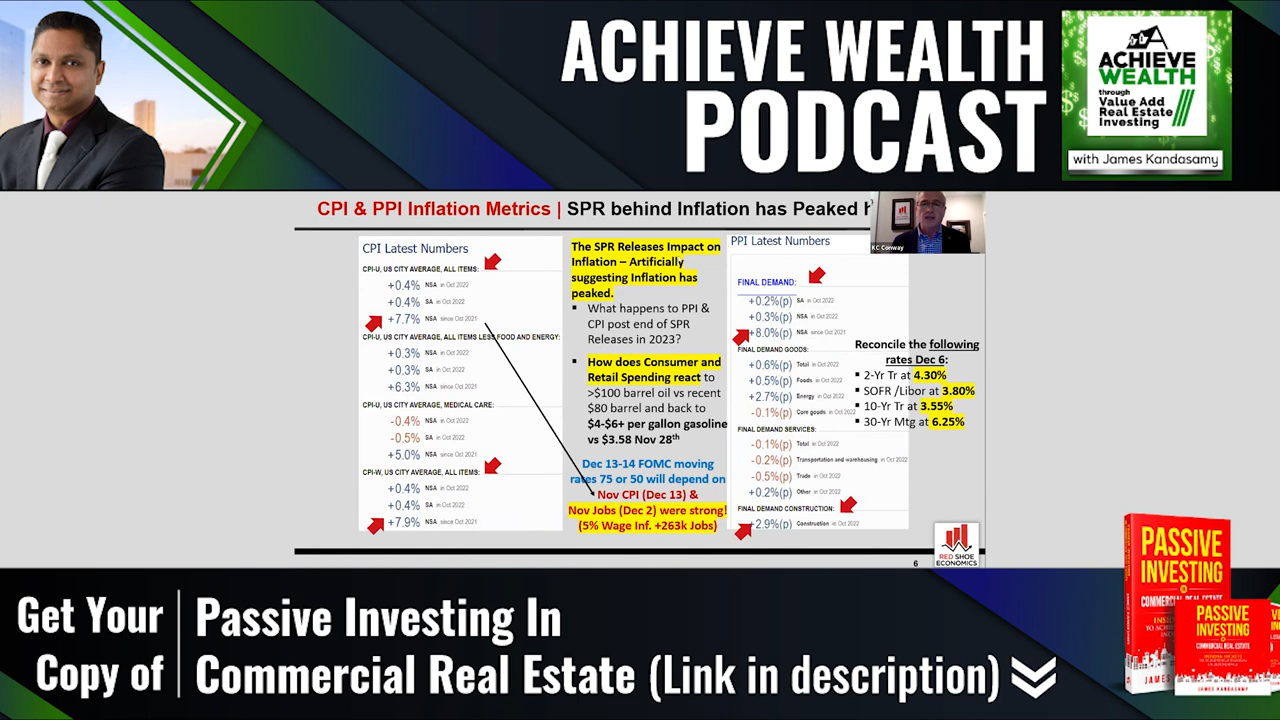 ACHIEVE WEALTH
PODCAST
ACHIEVE
WEALTH
through
Value Add
Real Estate
Investing
with James Kandasamy
CPI & PPI Inflation Metrics | SPR behind Inflation has Peaked
KC Conway
CPI Latest Numbers
CPI-U, US CITY AVERAGE, ALL ITEMS:
+0.4% NSA in Oct 2022
+0.4% SA in Oct 2022
+7.7% NSA since Oct 2021
CPI-U, US CITY AVERAGE, ALL ITEMS LESS FOOD AND ENERGY:
+0.3% NSA in Oct 2022
+0.3% SA in Oct 2022
+6.3% NSA since Oct 2021
CPI-U, US CITY AVERAGE, MEDICAL CARE:
-0.4% NSA in Oct 2022
-0.5% SA in Oct 2022
+5.0% NSA since Oct 2021
CPI-W, US CITY AVERAGE, ALL ITEMS:
+0.4% NSA in Oct 2022
+0.4% SA in Oct 2022
+7.9% NSA since Oct 2021
The SPR Releases Impact on
Inflation – Artificially
suggesting Inflation has
peaked.
▪ What happens to PPI &
CPI post end of SPR
Releases in 2023?
▪ How does Consumer and
Retail Spending react to
>$100 barrel oil vs recent
$80 barrel and back to
$4-$6+ per gallon gasoline
vs $3.58 Nov 28th
Dec 13-14 FOMC moving
rates 75 or 50 will depend on
Nov CPI (Dec 13) &
Nov Jobs (Dec 2) were strong!
(5% Wage Inf. +263k Jobs)
PPI Latest Numbers
FINAL DEMAND:
+0.2%(p) SA in Oct 2022
+0.3%(p) NSA in Oct 2022
+8.0%(p) NSA since Oct 2021
FINAL DEMAND GOODS:
+0.6%(p) Total in Oct 2022
+0.5%(p) Foods in Oct 2022
+2.7%(p) Energy in Oct 2022
-0.1%(p) Core goods in Oct 2022
FINAL DEMAND SERVICES:
-0.1%(p) Total in Oct 2022
-0.2%(p) Transportation and warehousing in Oct 2022
-0.5%(p) Trade in Oct 2022
+0.2%(p) Other in Oct 2022
FINAL DEMAND CONSTRUCTION:
+2.9%(p) Construction in Oct 2022
Reconcile the following
rates Dec 6:
▪ 2-Yr Tr at 4.30%
▪ SOFR /Libor at 3.80%
▪ 10-Yr Tr at 3.55%
▪ 30-Yr Mtg at 6.25%
RED SHOE
ECONOMICS
6
Get Your
Copy of
Passive Investing In
Commercial Real Estate (Link in description)
PASSIVE
INVESTING
IN
COMMERCIAL REAL ESTATE
PASSIVE
INVESTING
COMMERCIAL REAL ESTATE
JAMES KANDASAMY